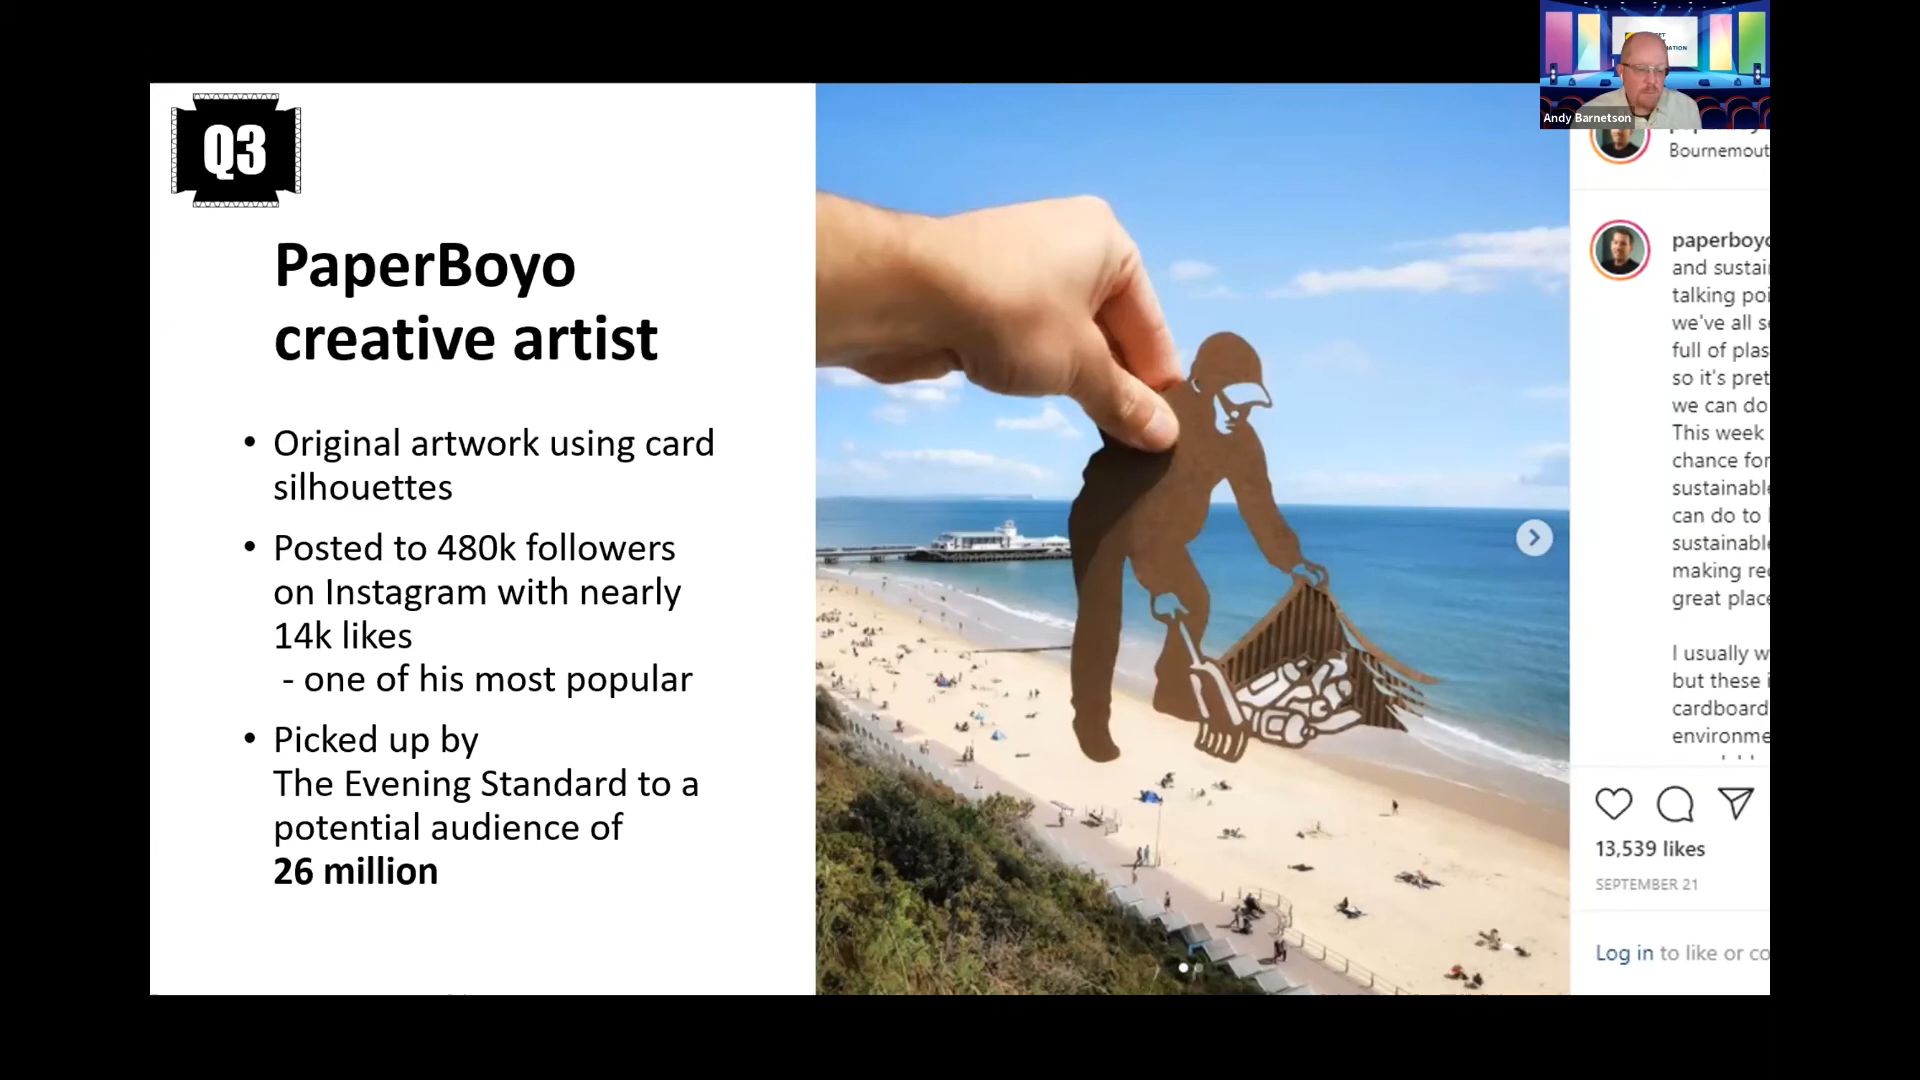 Q3
PaperBoyo
creative artist
• Original artwork using card
silhouettes
• Posted to 480k followers
on Instagram with nearly
14k likes
- one of his most popular
• Picked up by
The Evening Standard to a
potential audience of
26 million
Andy Barnetson
Bournemout
paperboyo
and sustai
talking poi
we've all s
full of plas
so it's pret
we can do
This week
chance for
sustainable
can do to
sustainable
making re
great place
I usually w
but these i
cardboard
environme
13,539 likes
SEPTEMBER 21
Log in to like or co